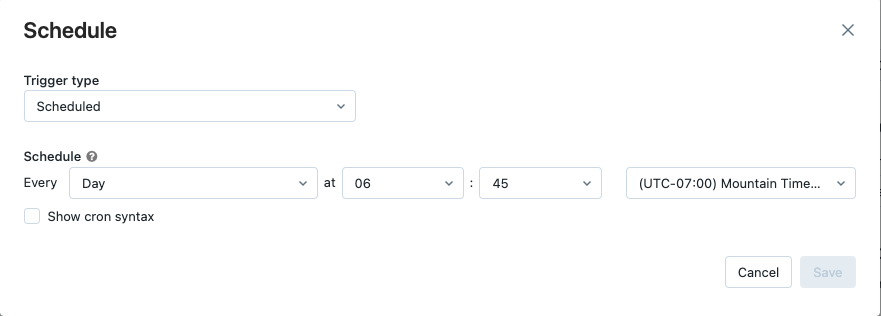 Schedule
Trigger type
Scheduled
Schedule
Every Day at 06 : 45 (UTC-07:00) Mountain Time...
Show cron syntax
Cancel Save